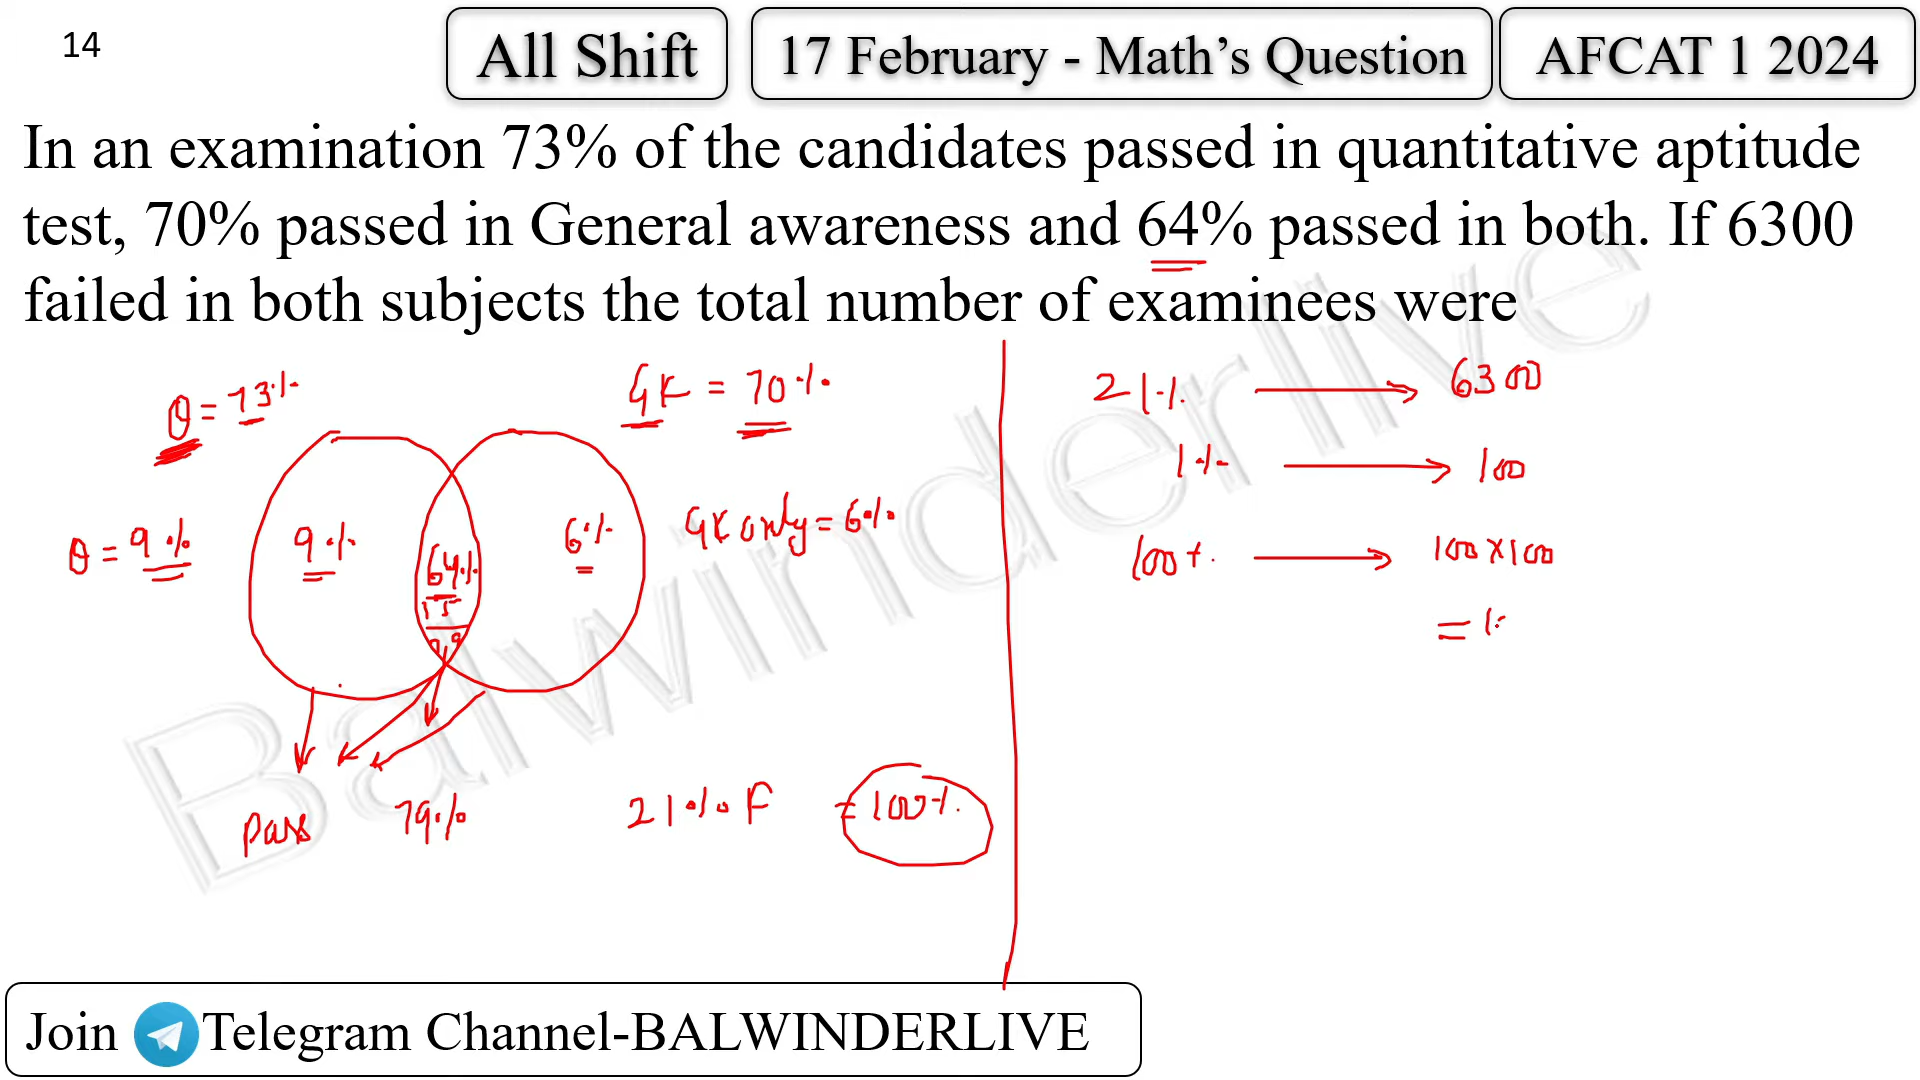 14
All Shift
17 February - Math’s Question
AFCAT 1 2024
In an examination 73% of the candidates passed in quantitative aptitude
test, 70% passed in General awareness and 64% passed in both. If 6300
failed in both subjects the total number of examinees were
Q = 73%
GK = 70%
Q = 9%
9%
64%
15
79
6%
GK only = 6%
Pass
79%
21% F
= 100%
21% → 6300
1% → 100
100% → 100 × 100
=
Balwinderlive
Join Telegram Channel-BALWINDERLIVE